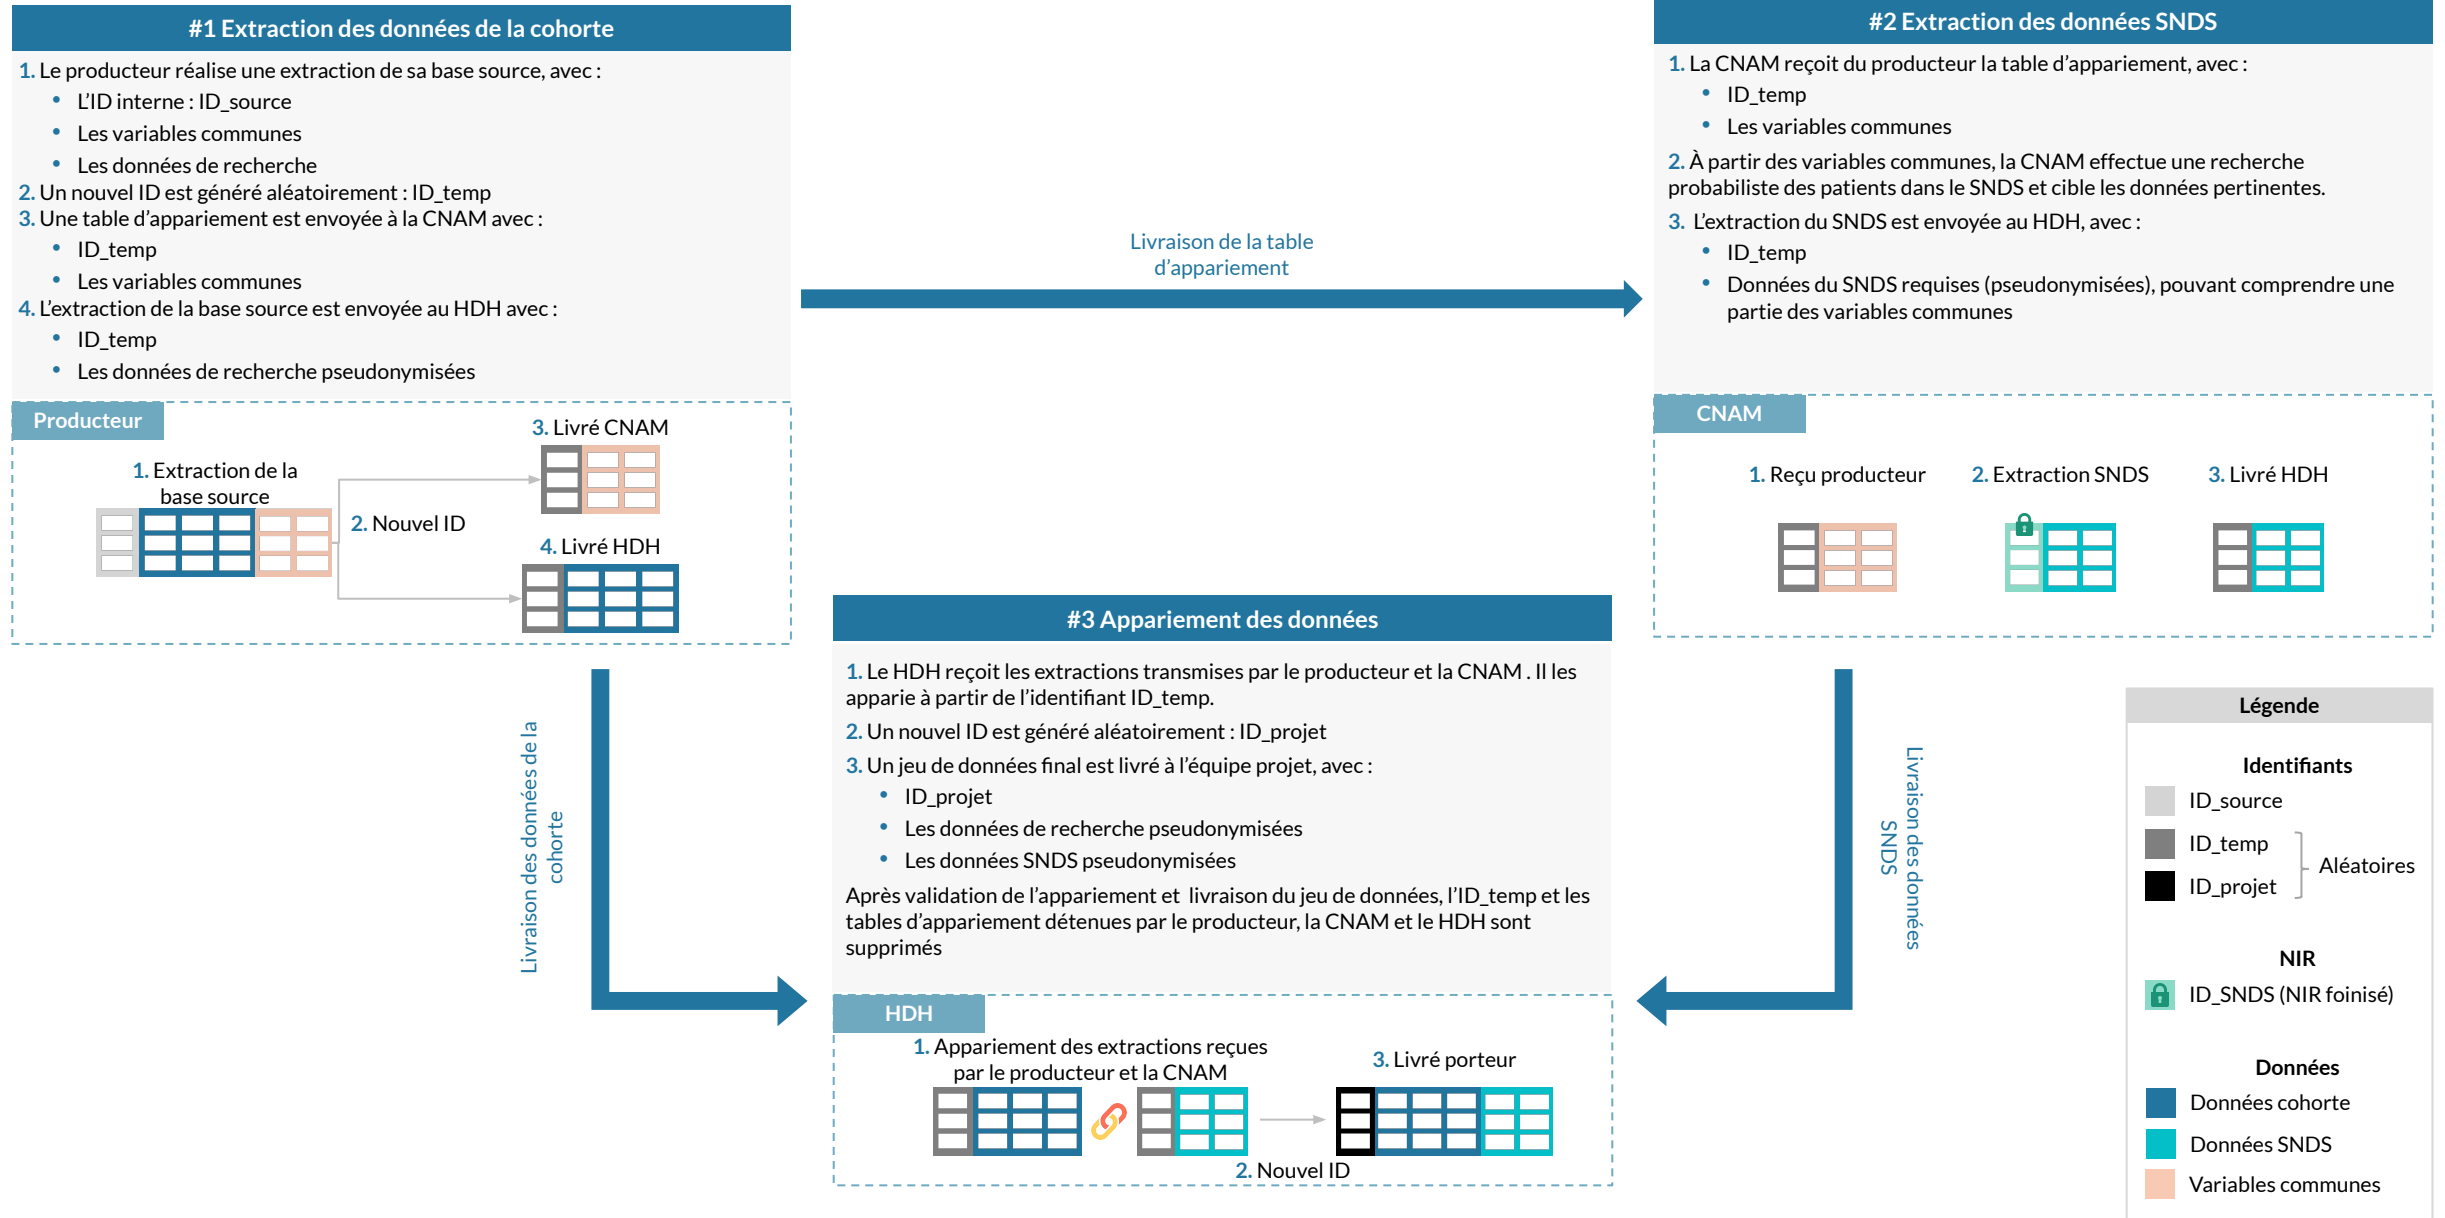 #1 Extraction des données de la cohorte
1. Le producteur réalise une extraction de sa base source, avec :
• L’ID interne : ID_source
• Les variables communes
• Les données de recherche
2. Un nouvel ID est généré aléatoirement : ID_temp
3. Une table d’appariement est envoyée à la CNAM avec :
• ID_temp
• Les variables communes
4. L’extraction de la base source est envoyée au HDH avec :
• ID_temp
• Les données de recherche pseudonymisées
Producteur
1. Extraction de la
base source
2. Nouvel ID
3. Livré CNAM
4. Livré HDH
Livraison de la table
d’appariement
#2 Extraction des données SNDS
1. La CNAM reçoit du producteur la table d’appariement, avec :
• ID_temp
• Les variables communes
2. À partir des variables communes, la CNAM effectue une recherche
probabiliste des patients dans le SNDS et cible les données pertinentes.
3. L’extraction du SNDS est envoyée au HDH, avec :
• ID_temp
• Données du SNDS requises (pseudonymisées), pouvant comprendre une
partie des variables communes
CNAM
1. Reçu producteur
2. Extraction SNDS
3. Livré HDH
Livraison des données de la
cohorte
#3 Appariement des données
1. Le HDH reçoit les extractions transmises par le producteur et la CNAM . Il les
apparie à partir de l’identifiant ID_temp.
2. Un nouvel ID est généré aléatoirement : ID_projet
3. Un jeu de données final est livré à l’équipe projet, avec :
• ID_projet
• Les données de recherche pseudonymisées
• Les données SNDS pseudonymisées
Après validation de l’appariement et livraison du jeu de données, l’ID_temp et les
tables d’appariement détenues par le producteur, la CNAM et le HDH sont
supprimés
HDH
1. Appariement des extractions reçues
par le producteur et la CNAM
2. Nouvel ID
3. Livré porteur
Livraison des données
SNDS
Légende
Identifiants
ID_source
ID_temp
ID_projet
Aléatoires
NIR
ID_SNDS (NIR foinisé)
Données
Données cohorte
Données SNDS
Variables communes